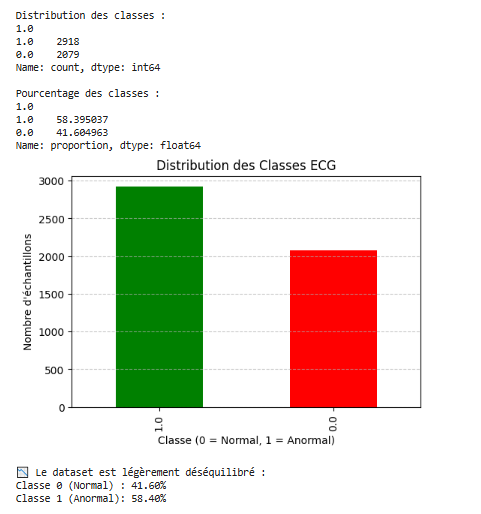 Distribution des classes :
1.0
1.0    2918
0.0    2079
Name: count, dtype: int64
Pourcentage des classes :
1.0
1.0    58.395037
0.0    41.604963
Name: proportion, dtype: float64
Distribution des Classes ECG
3000
2500
2000
1500
1000
500
0
Nombre d'échantillons
1.0
0.0
Classe (0 = Normal, 1 = Anormal)
📉 Le dataset est légèrement déséquilibré :
Classe 0 (Normal) : 41.60%
Classe 1 (Anormal): 58.40%